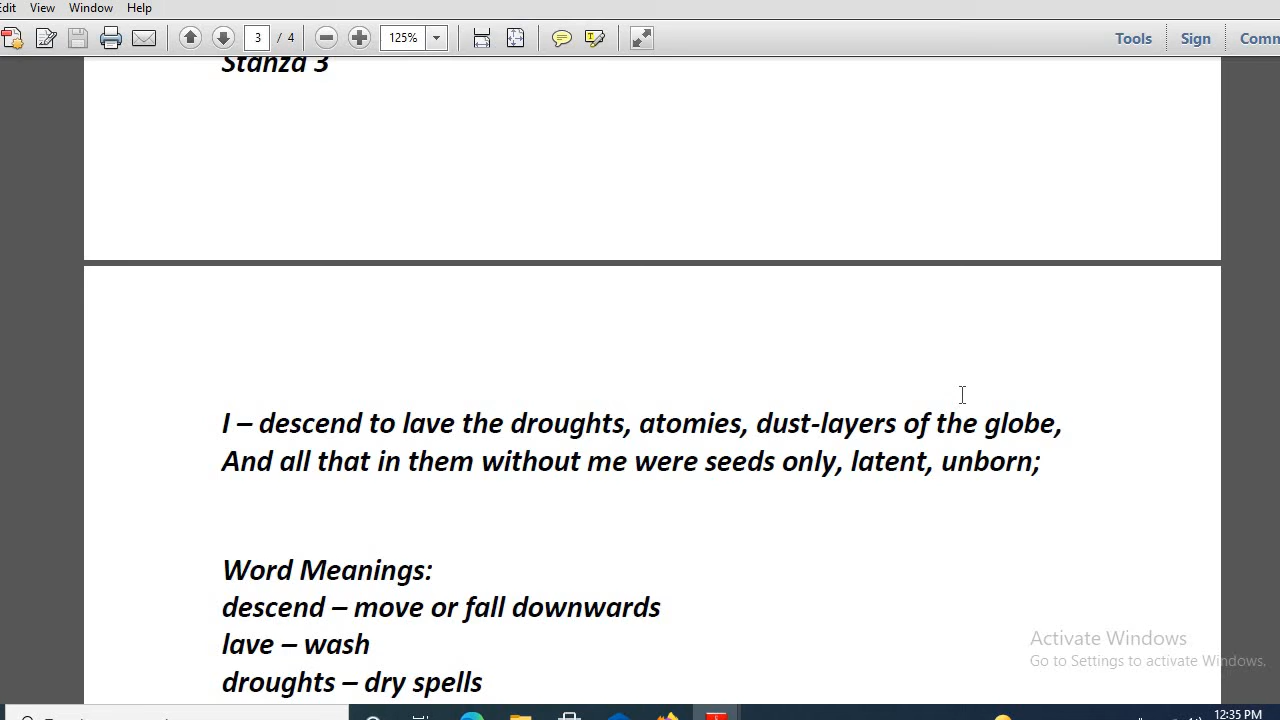 Edit View Window Help
3 / 4 125% Tools Sign Comm
Stanza 3
I – descend to lave the droughts, atomies, dust-layers of the globe,
And all that in them without me were seeds only, latent, unborn;
Word Meanings:
descend – move or fall downwards
lave – wash
droughts – dry spells
Activate Windows
Go to Settings to activate Windows.
12:35 PM